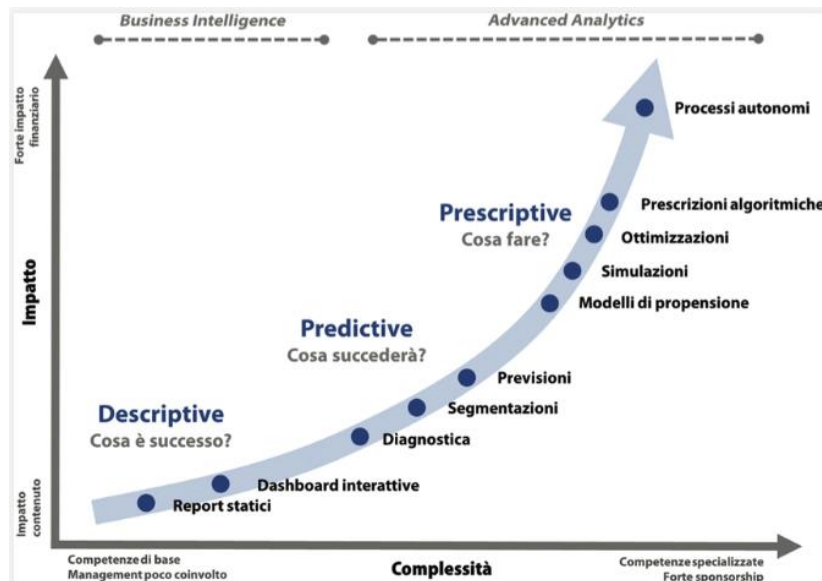 Business Intelligence
Advanced Analytics
Forte impatto
finanziario
Impatto
Impatto
contenuto
Processi autonomi
Prescriptive
Cosa fare?
Prescrizioni algoritmiche
Ottimizzazioni
Simulazioni
Modelli di propensione
Predictive
Cosa succederà?
Previsioni
Segmentazioni
Diagnostica
Descriptive
Cosa è successo?
Dashboard interattive
Report statici
Competenze di base
Management poco coinvolto
Complessità
Competenze specializzate
Forte sponsorship